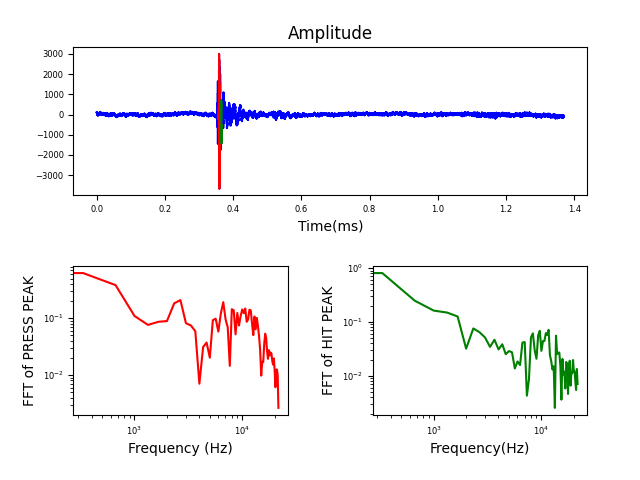 Amplitude
3000
2000
1000
0
−1000
−2000
−3000
0.0 0.2 0.4 0.6 0.8 1.0 1.2 1.4
Time(ms)
FFT of PRESS PEAK
10⁻¹
10⁻²
10³ 10⁴
Frequency (Hz)
FFT of HIT PEAK
10⁰
10⁻¹
10⁻²
10³ 10⁴
Frequency(Hz)